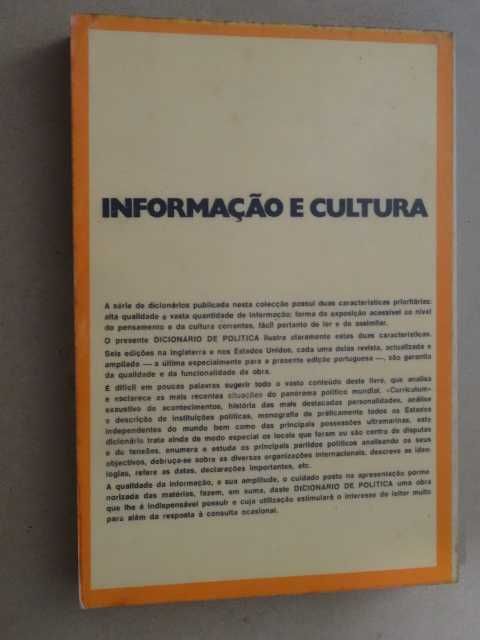 INFORMAÇÃO E CULTURA
A série de dicionários publicada nesta colecção possui duas características prioritárias:
alta qualidade e vasta quantidade de informação; forma de exposição acessível ao nível
do pensamento e da cultura correntes, fácil portanto de ler e de assimilar.
O presente DICIONARIO DE POLITICA ilustra claramente estas duas características.
Seis edições na Inglaterra e nos Estados Unidos, cada uma delas revista, actualizada e
ampliada — a última especialmente para a presente edição portuguesa —, são garantia
da qualidade e da funcionalidade da obra.
É difícil em poucas palavras sugerir todo o vasto conteúdo deste livro, que analisa
e esclarece as mais recentes situações do panorama político mundial. «Curriculum»
exaustivo de acontecimentos, história das mais destacadas personalidades, análise
e descrição de instituições políticas, monografia de práticamente todos os Estados
independentes do mundo bem como das principais possessões ultramarinas, este
dicionário trata ainda de modo especial os locais que foram ou são centro de disputas
e de tensões, enumera e estuda os principais partidos políticos analisando os seus
objectivos, debruça-se sobre as diversas organizações internacionais, descreve as ideo-
logias, refere as datas, declarações importantes, etc.
A qualidade da informação, a sua amplitude, o cuidado posto na apresentação porme
norizada das matérias, fazem, em suma, deste DICIONARIO DE POLITICA uma obra
que lhe é indispensável possuir e cuja utilização estimulará o interesse do leitor muito
para além da resposta à consulta ocasional.